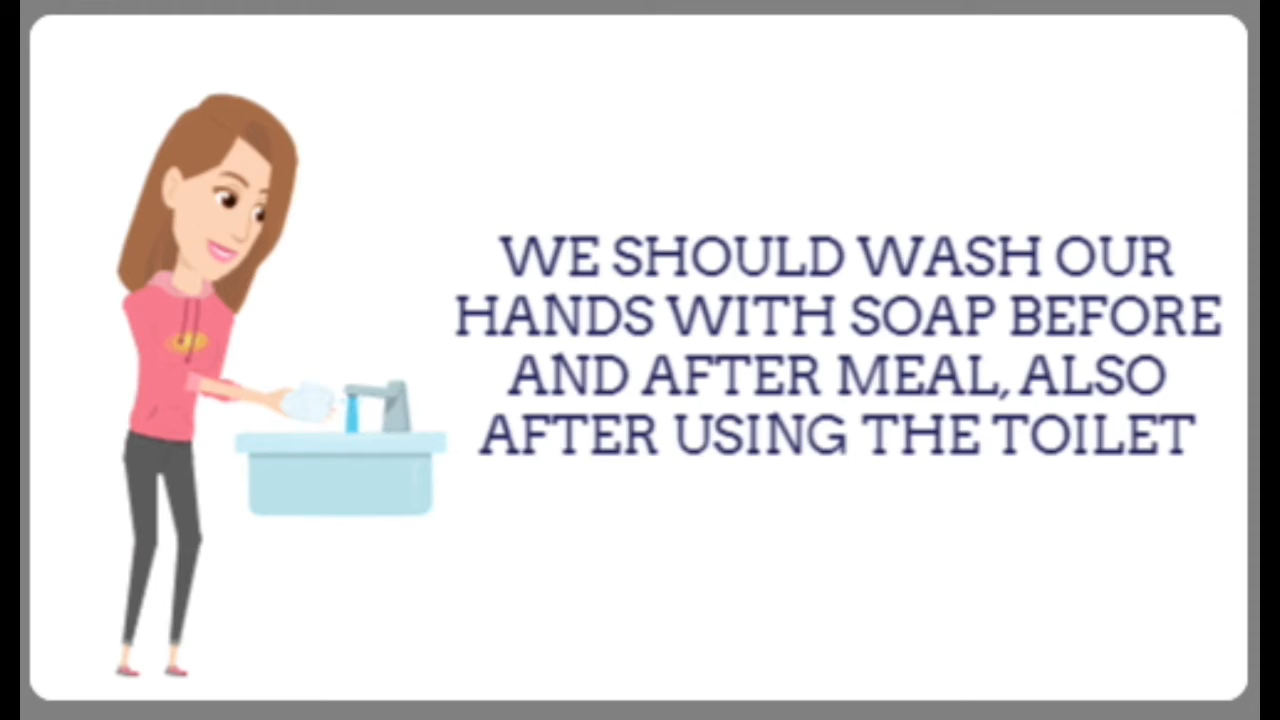 WE SHOULD WASH OUR
HANDS WITH SOAP BEFORE
AND AFTER MEAL, ALSO
AFTER USING THE TOILET